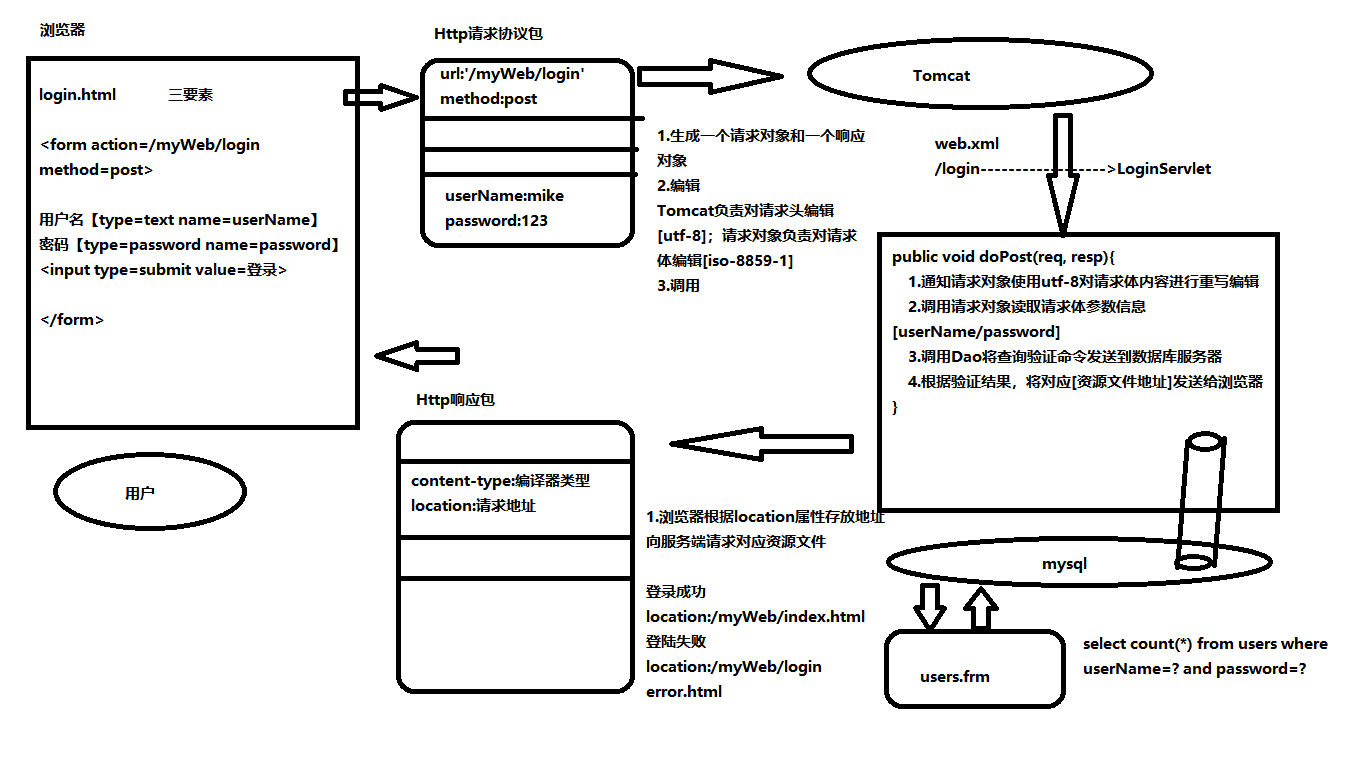 浏览器
login.html 三要素
<form action=/myWeb/login
method=post>
用户名【type=text name=userName】
密码【type=password name=password】
<input type=submit value=登录>
</form>
用户
Http请求协议包
url:'/myWeb/login'
method:post
userName:mike
password:123
1.生成一个请求对象和一个响应
对象
2.编辑
Tomcat负责对请求头编辑
[utf-8]；请求对象负责对请求
体编辑[iso-8859-1]
3.调用
Tomcat
web.xml
/login------------------->LoginServlet
public void doPost(req, resp){
1.通知请求对象使用utf-8对请求体内容进行重写编辑
2.调用请求对象读取请求体参数信息
[userName/password]
3.调用Dao将查询验证命令发送到数据库服务器
4.根据验证结果，将对应[资源文件地址]发送给浏览器
}
mysql
users.frm
select count(*) from users where
userName=? and password=?
Http响应包
content-type:编译器类型
location:请求地址
1.浏览器根据location属性存放地址
向服务端请求对应资源文件
登录成功
location:/myWeb/index.html
登陆失败
location:/myWeb/login
error.html